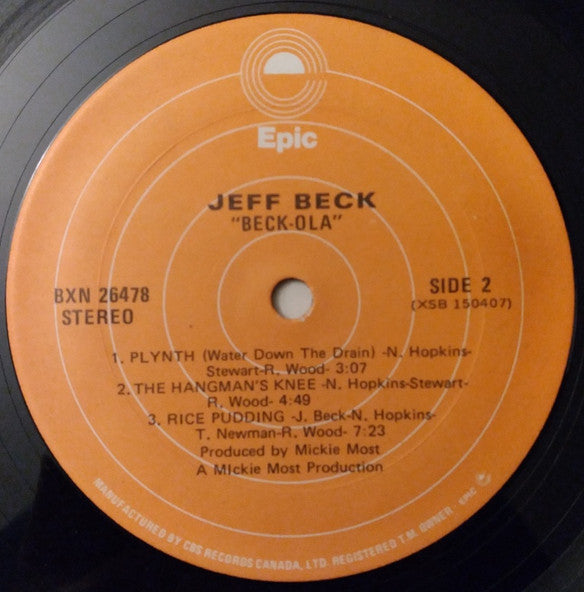 Epic
JEFF BECK
"BECK-OLA"
BXN 26478
STEREO
SIDE 2
(XSB 150407)
1. PLYNTH (Water Down The Drain) -N. Hopkins-
Stewart-R. Wood- 3:07
2. THE HANGMAN'S KNEE -N. Hopkins-Stewart-
R. Wood- 4:49
3. RICE PUDDING -J. Beck-N. Hopkins-
T. Newman-R. Wood- 7:23
Produced by Mickie Most
A MIckie Most Production
MANUFACTURED BY CBS RECORDS CANADA, LTD. REGISTERED T.M. OWNER EPIC